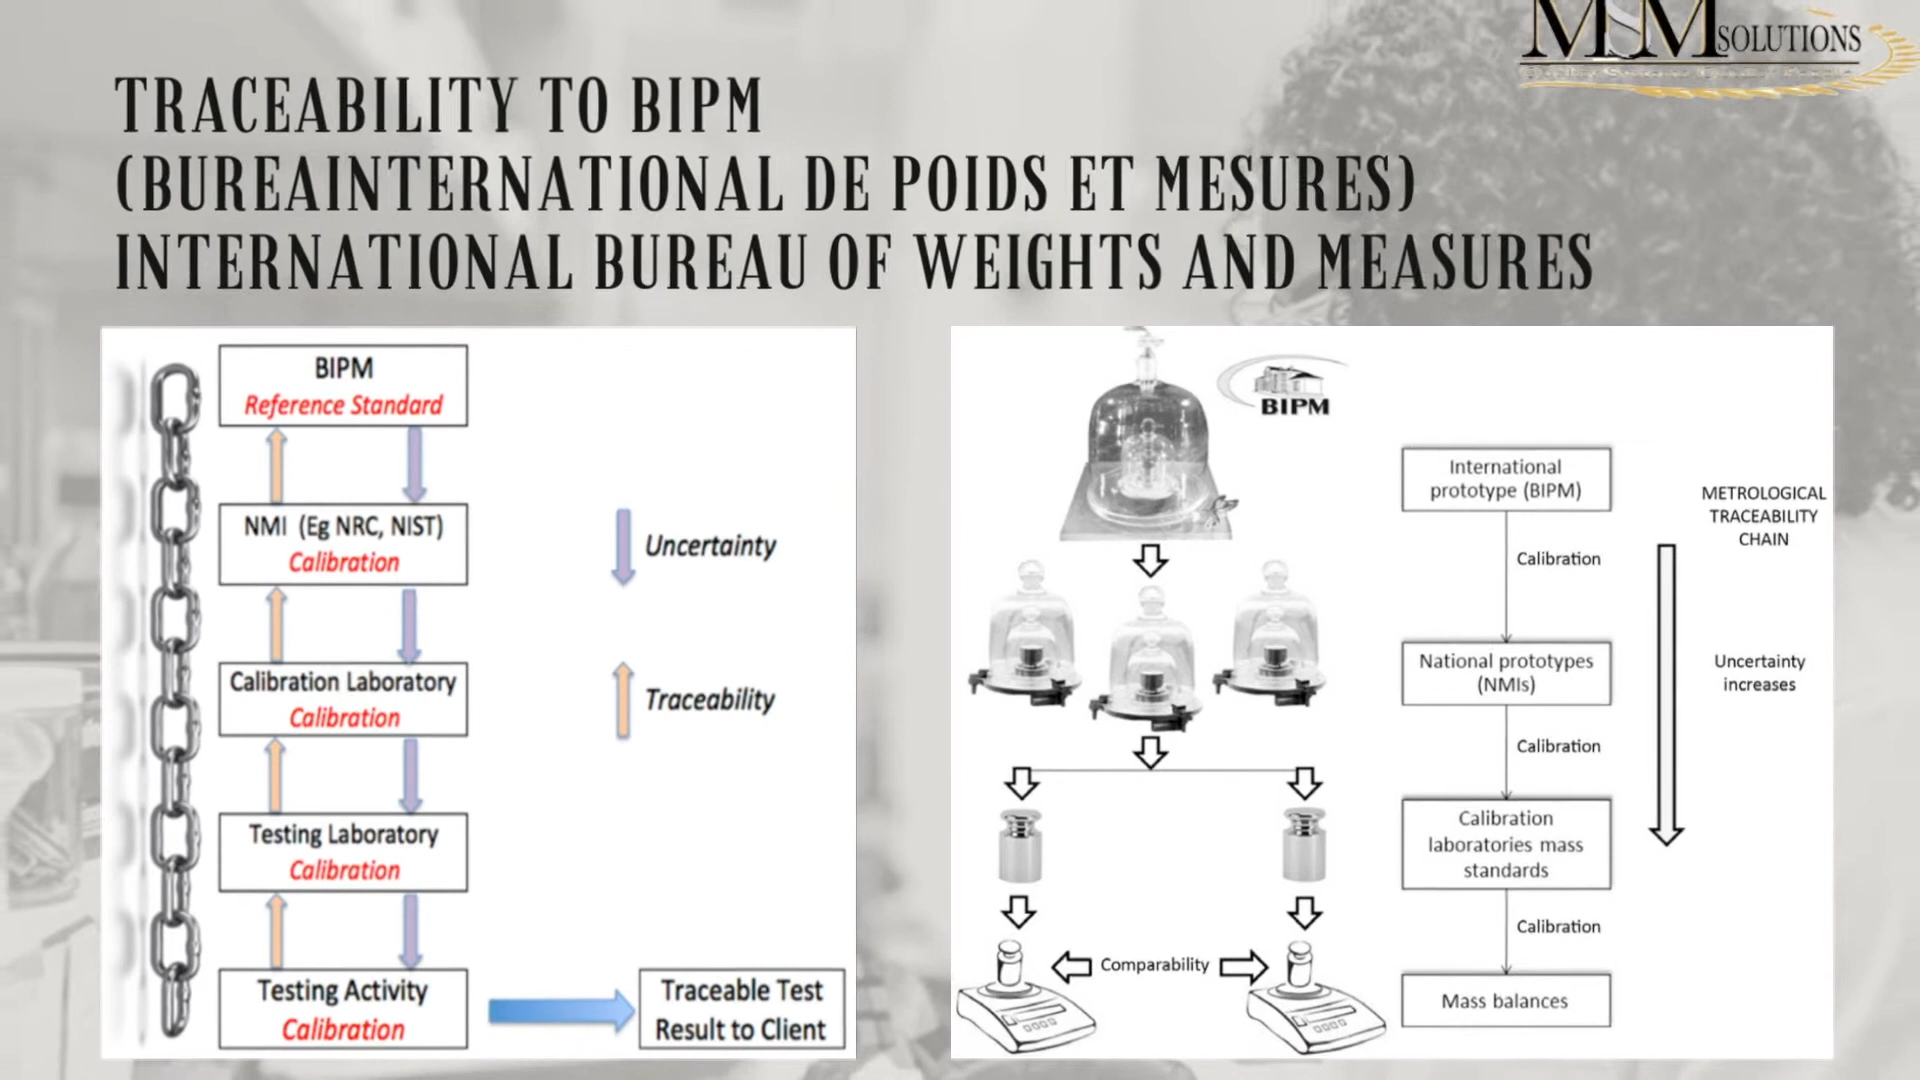 MSM SOLUTIONS
TRACEABILITY TO BIPM
(BUREAINTERNATIONAL DE POIDS ET MESURES)
INTERNATIONAL BUREAU OF WEIGHTS AND MEASURES
BIPM
Reference Standard
NMI (Eg NRC, NIST)
Calibration
Calibration Laboratory
Calibration
Testing Laboratory
Calibration
Testing Activity
Calibration
Uncertainty
Traceability
Traceable Test
Result to Client
BIPM
Comparability
International
prototype (BIPM)
Calibration
National prototypes
(NMIs)
Calibration
Calibration
laboratories mass
standards
Calibration
Mass balances
METROLOGICAL
TRACEABILITY
CHAIN
Uncertainty
increases